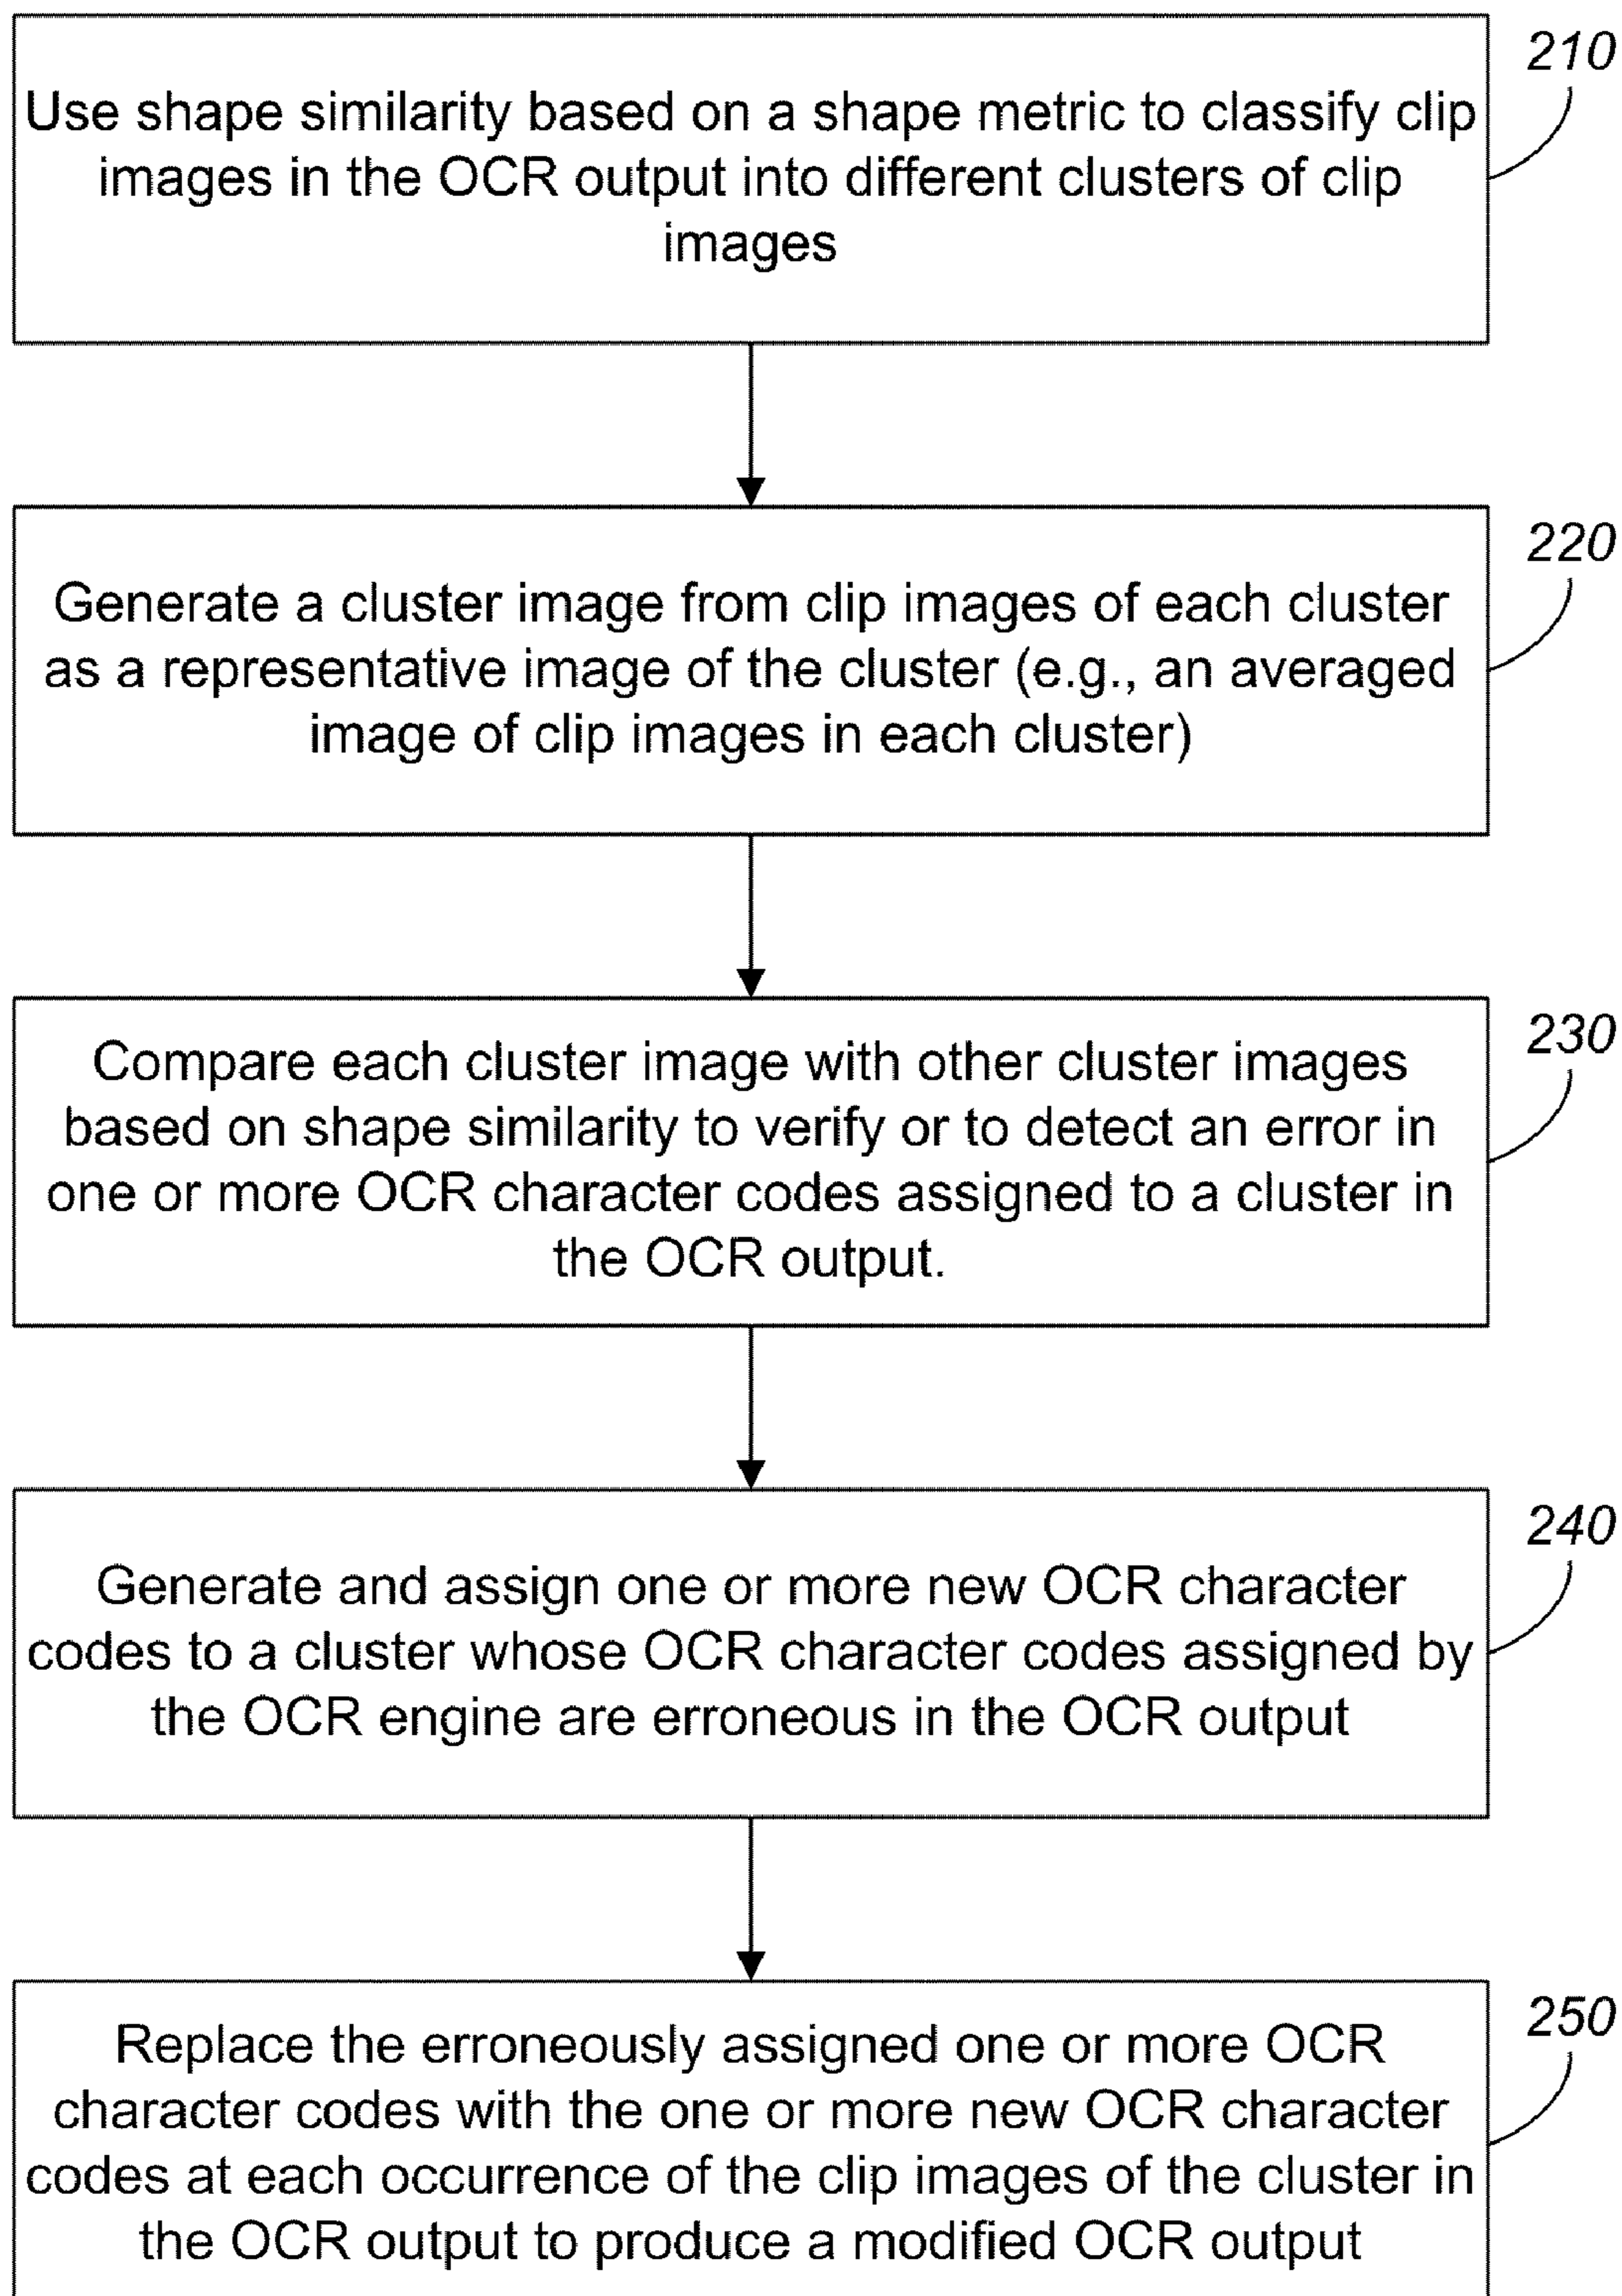 210
Use shape similarity based on a shape metric to classify clip
images in the OCR output into different clusters of clip
images
220
Generate a cluster image from clip images of each cluster
as a representative image of the cluster (e.g., an averaged
image of clip images in each cluster)
230
Compare each cluster image with other cluster images
based on shape similarity to verify or to detect an error in
one or more OCR character codes assigned to a cluster in
the OCR output.
240
Generate and assign one or more new OCR character
codes to a cluster whose OCR character codes assigned by
the OCR engine are erroneous in the OCR output
250
Replace the erroneously assigned one or more OCR
character codes with the one or more new OCR character
codes at each occurrence of the clip images of the cluster in
the OCR output to produce a modified OCR output